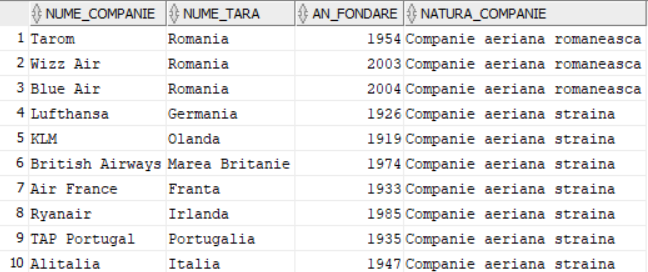 NUME_COMPANIE NUME_TARA AN_FONDARE NATURA_COMPANIE
1 Tarom Romania 1954 Companie aeriana romaneasca
2 Wizz Air Romania 2003 Companie aeriana romaneasca
3 Blue Air Romania 2004 Companie aeriana romaneasca
4 Lufthansa Germania 1926 Companie aeriana straina
5 KLM Olanda 1919 Companie aeriana straina
6 British Airways Marea Britanie 1974 Companie aeriana straina
7 Air France Franta 1933 Companie aeriana straina
8 Ryanair Irlanda 1985 Companie aeriana straina
9 TAP Portugal Portugalia 1935 Companie aeriana straina
10 Alitalia Italia 1947 Companie aeriana straina